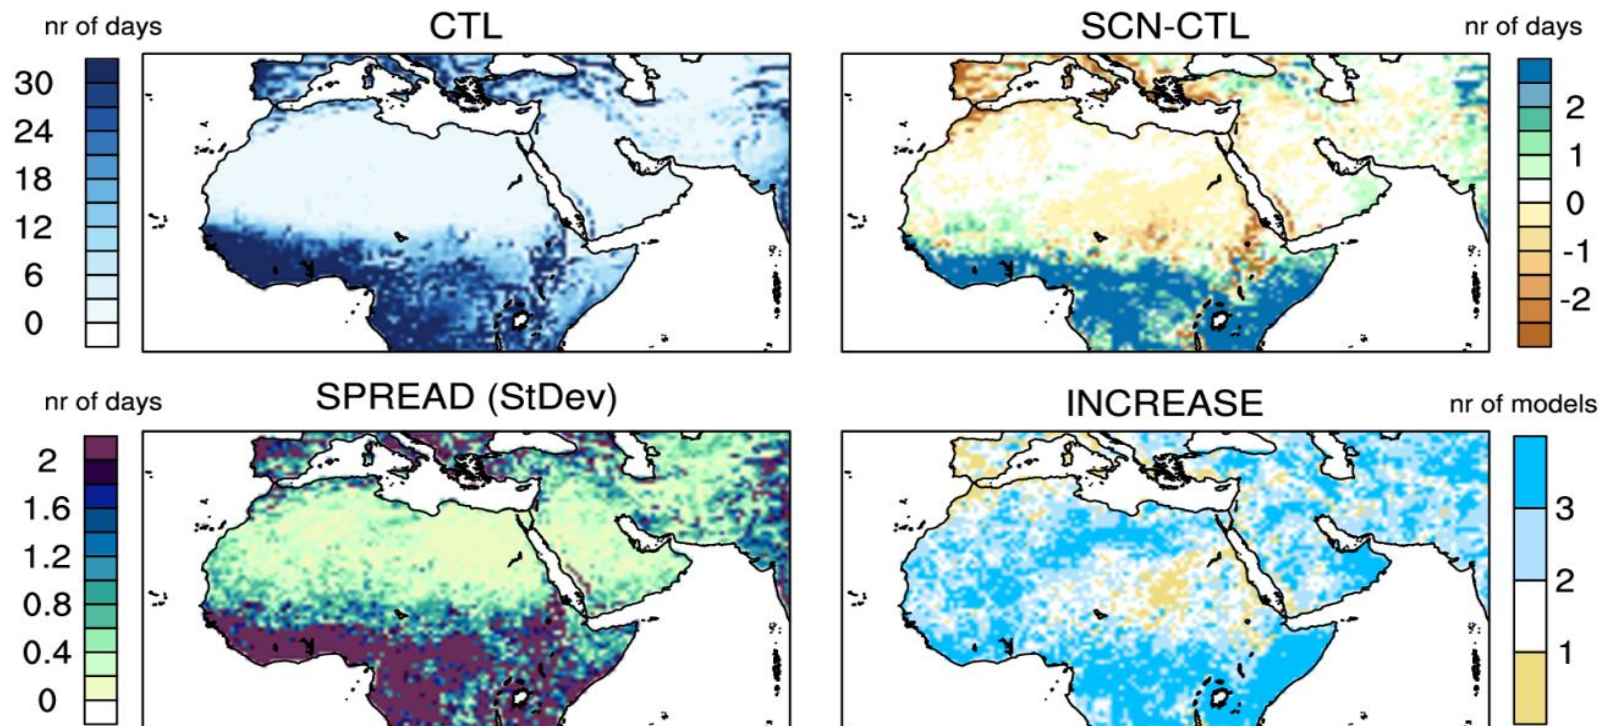 nr of days
CTL
30
24
18
12
6
0
SCN-CTL
nr of days
2
1
0
-1
-2
nr of days
SPREAD (StDev)
2
1.6
1.2
0.8
0.4
0
INCREASE
nr of models
3
2
1